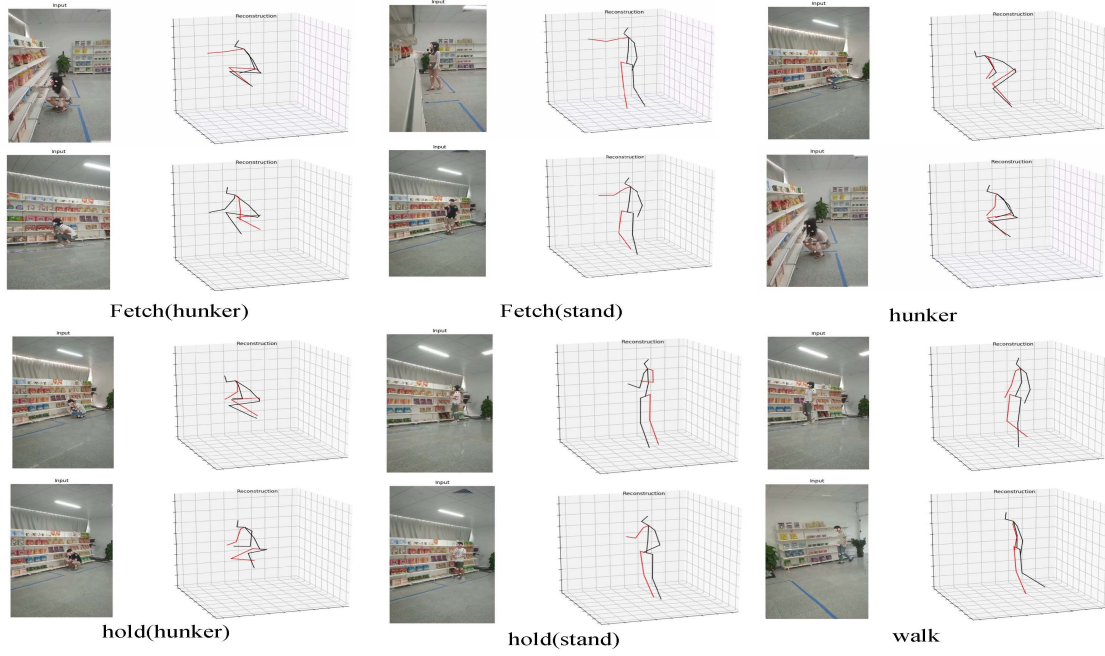 Input
Reconstruction
Input
Reconstruction
Input
Reconstruction
Input
Reconstruction
Input
Reconstruction
Input
Reconstruction
Fetch(hunker)
Fetch(stand)
hunker
Input
Reconstruction
Input
Reconstruction
Input
Reconstruction
Input
Reconstruction
Input
Reconstruction
Input
Reconstruction
hold(hunker)
hold(stand)
walk